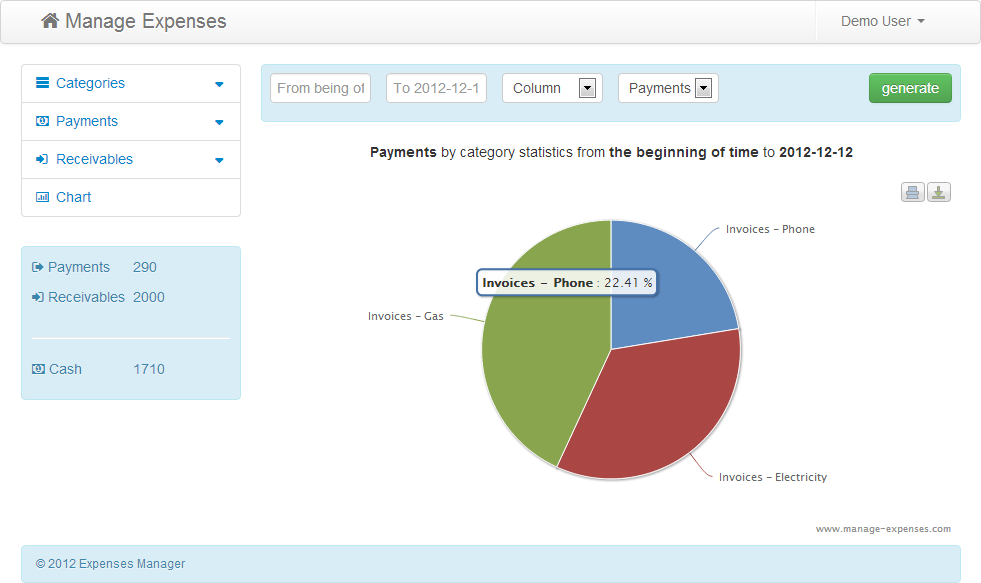 Manage Expenses
Demo User
Categories
Payments
Receivables
Chart
Payments 290
Receivables 2000
Cash 1710
From being of
To 2012-12-1
Column
Payments
generate
Payments by category statistics from the beginning of time to 2012-12-12
Invoices - Phone
Invoices - Phone : 22.41 %
Invoices - Gas
Invoices - Electricity
www.manage-expenses.com
© 2012 Expenses Manager